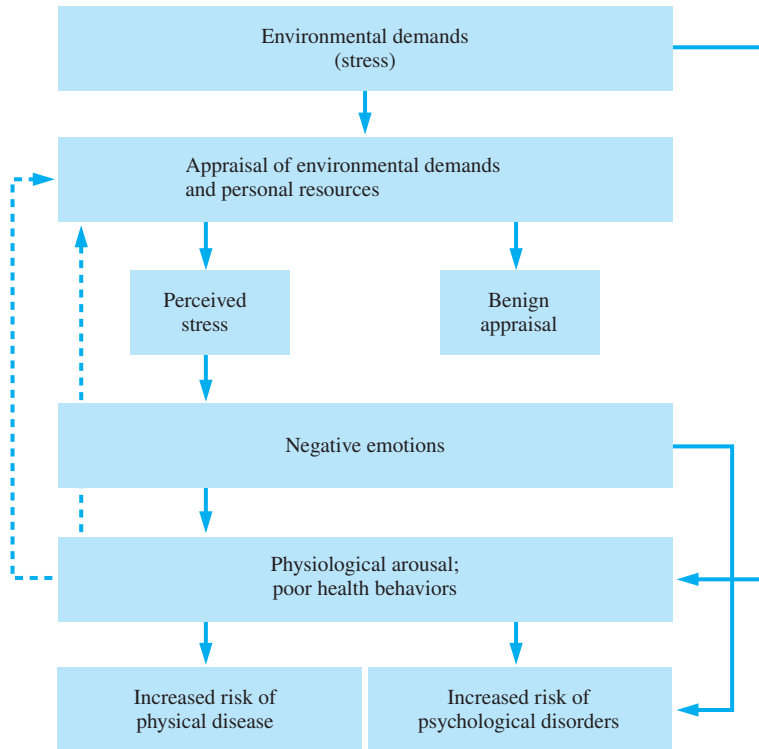 Environmental demands
(stress)
Appraisal of environmental demands
and personal resources
Perceived
stress
Benign
appraisal
Negative emotions
Physiological arousal;
poor health behaviors
Increased risk of
physical disease
Increased risk of
psychological disorders